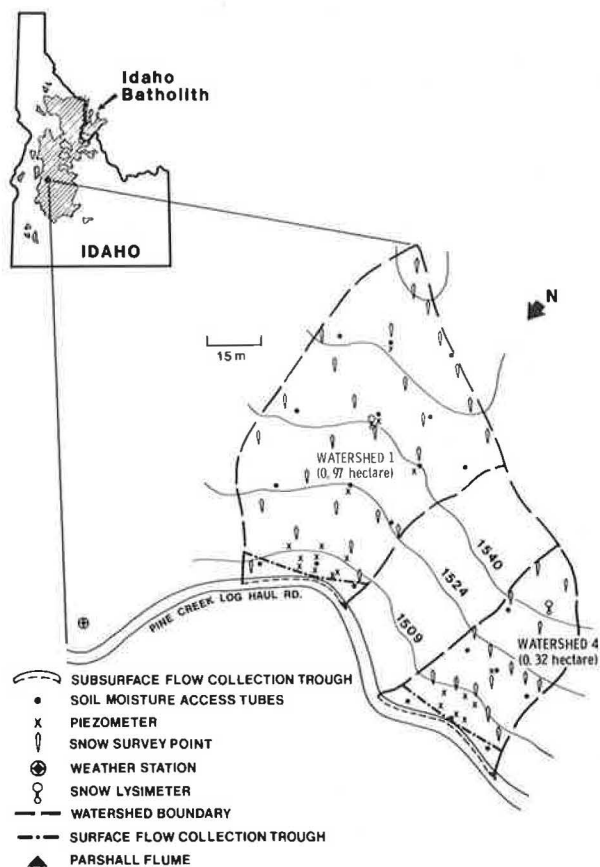 Idaho
Batholith
IDAHO
N
15 m
WATERSHED 1
(0.97 hectare)
1540
1524
1509
WATERSHED 4
(0.32 hectare)
PINE CREEK LOG HAUL RD.
SUBSURFACE FLOW COLLECTION TROUGH
SOIL MOISTURE ACCESS TUBES
x PIEZOMETER
SNOW SURVEY POINT
WEATHER STATION
SNOW LYSIMETER
WATERSHED BOUNDARY
SURFACE FLOW COLLECTION TROUGH
PARSHALL FLUME